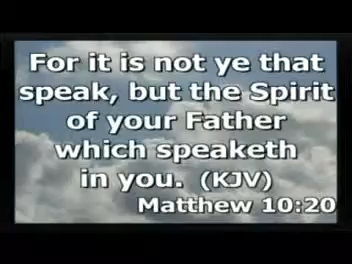 For it is not ye that
speak, but the Spirit
of your Father
which speaketh
in you. (KJV)
Matthew 10:20